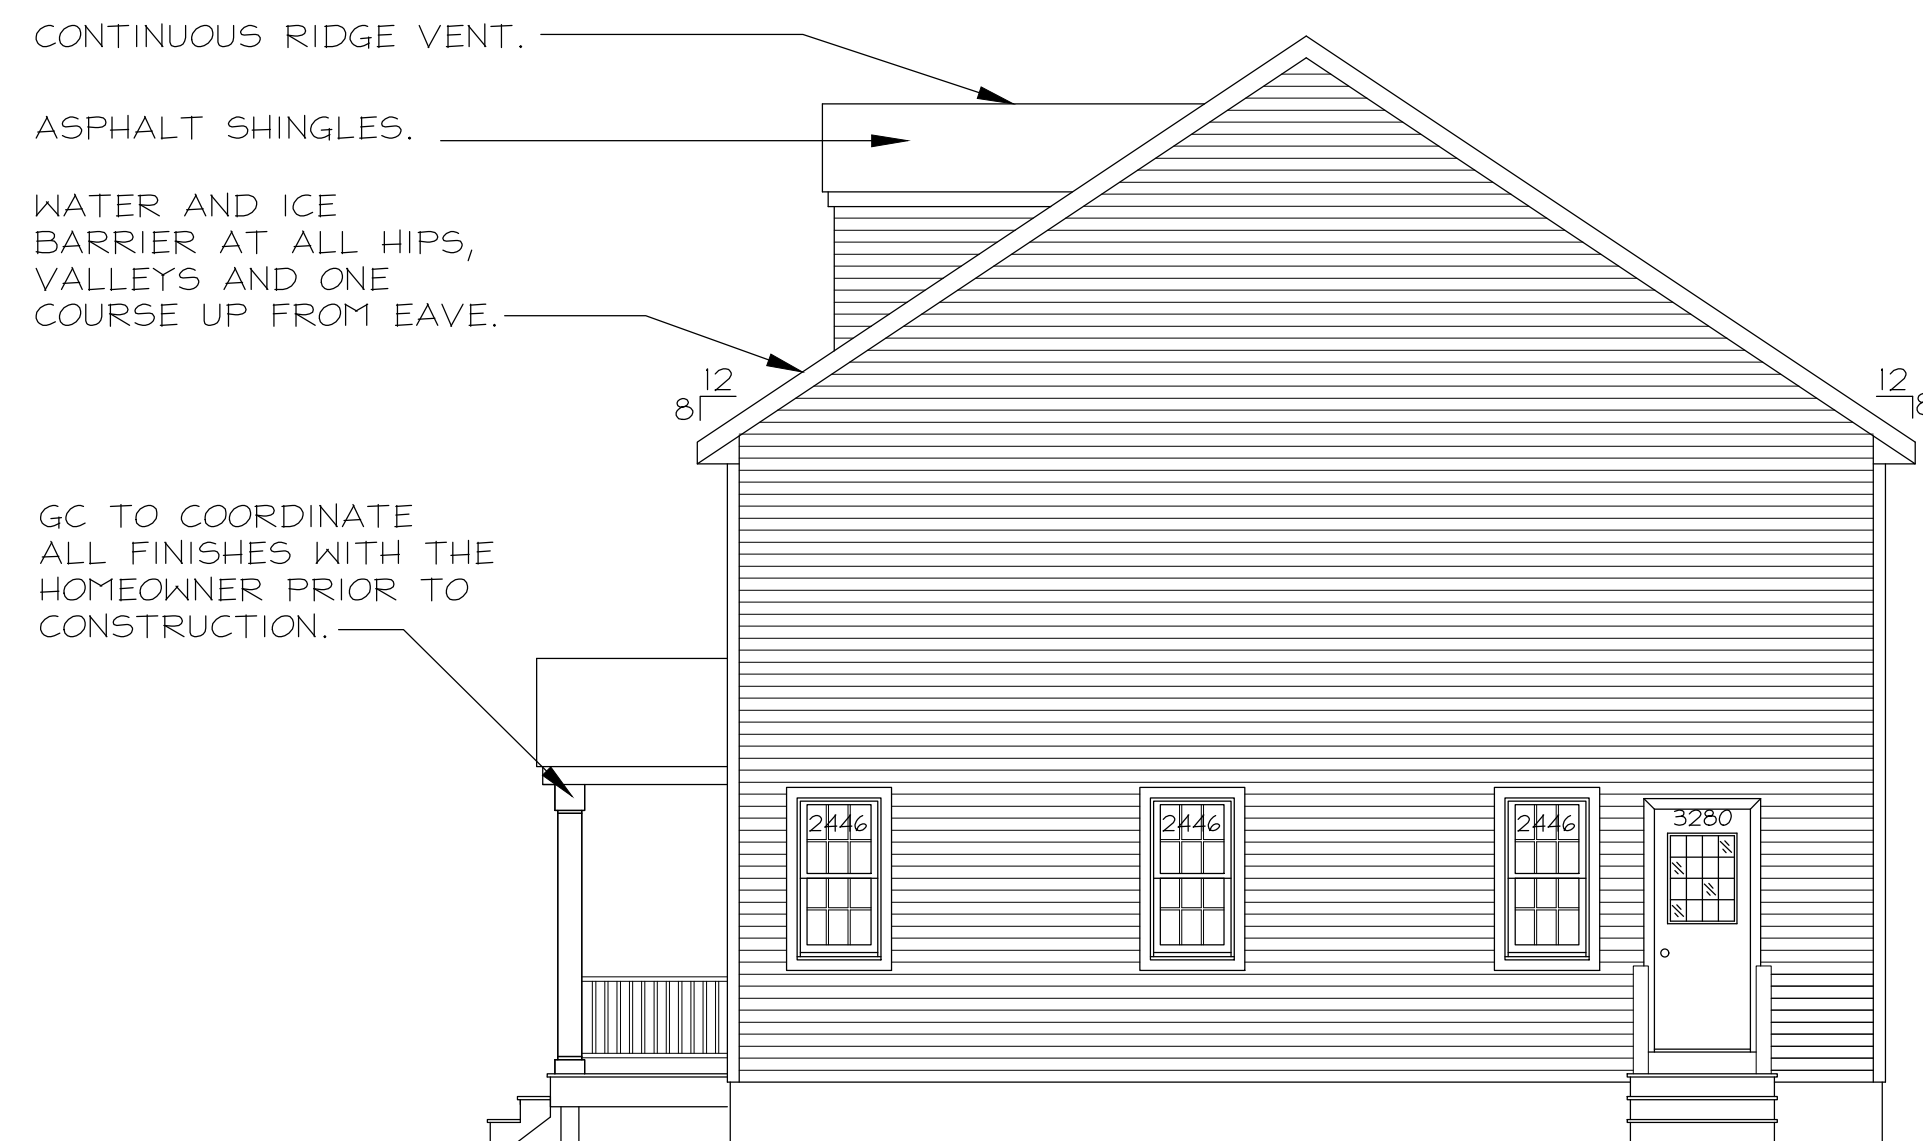 CONTINUOUS RIDGE VENT.
ASPHALT SHINGLES.
WATER AND ICE
BARRIER AT ALL HIPS,
VALLEYS AND ONE
COURSE UP FROM EAVE.
12
8
12
8
GC TO COORDINATE
ALL FINISHES WITH THE
HOMEOWNER PRIOR TO
CONSTRUCTION.
2446
2446
2446
3280